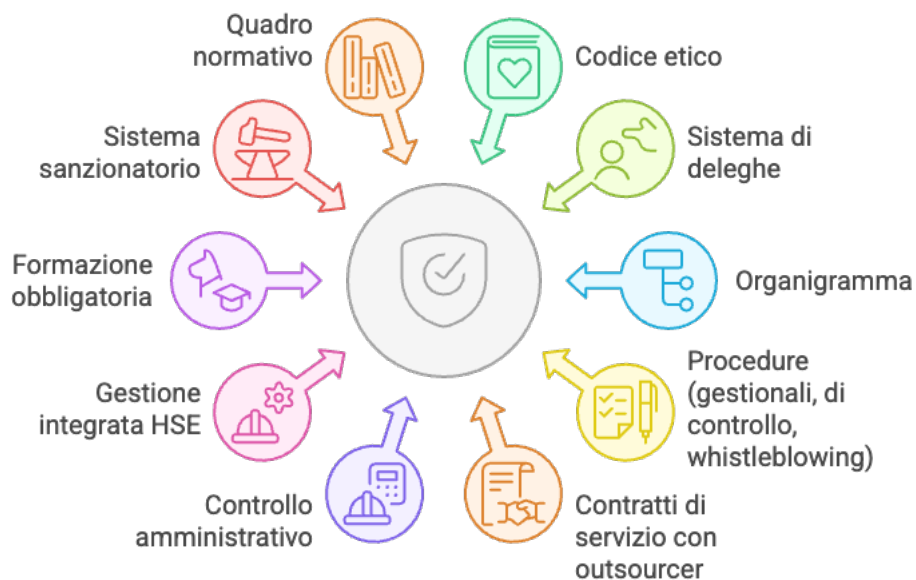 Quadro
normativo
Codice etico
Sistema
sanzionatorio
Sistema di
deleghe
Formazione
obbligatoria
Organigramma
Gestione
integrata HSE
Procedure
(gestionali, di
controllo,
whistleblowing)
Controllo
amministrativo
Contratti di
servizio con
outsourcer